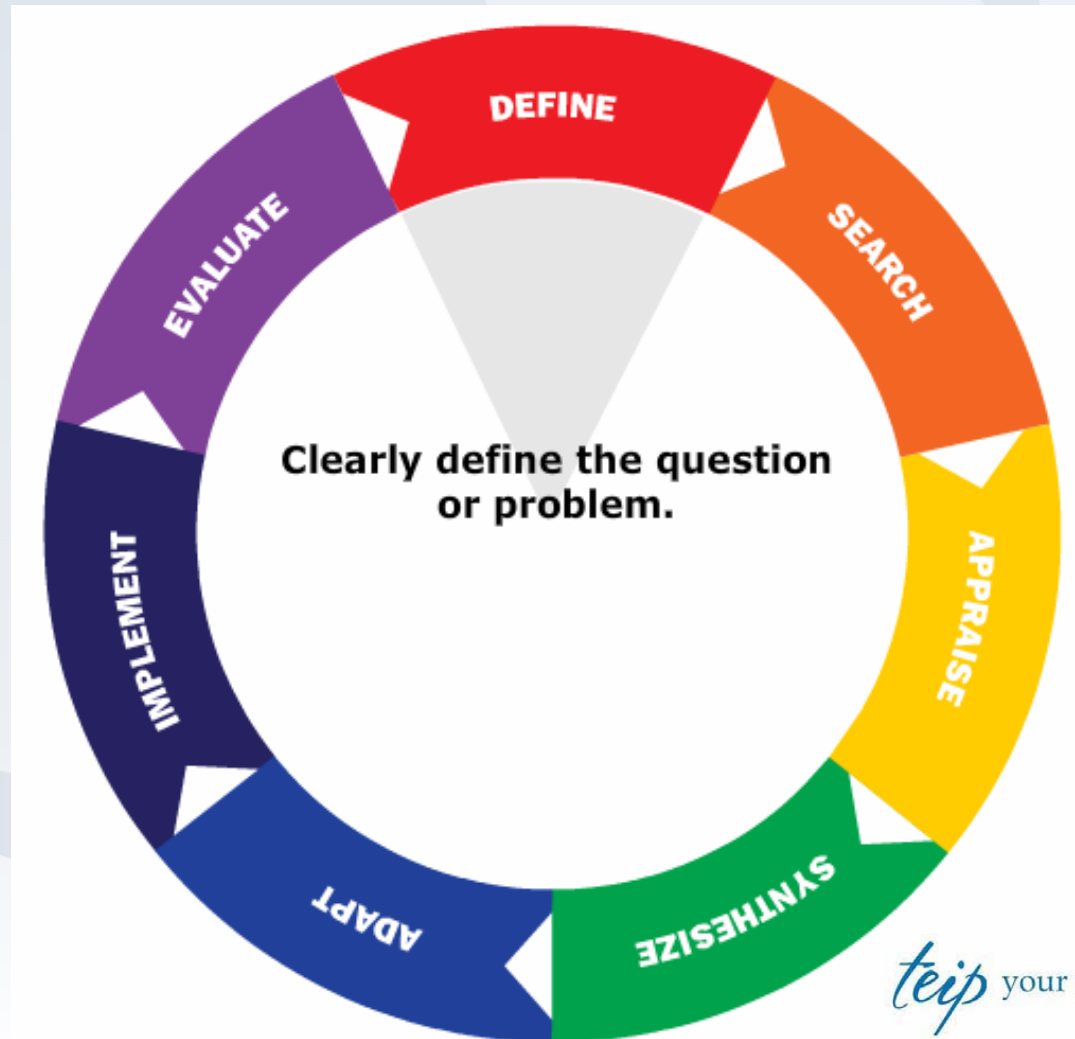 DEFINE
SEARCH
APPRAISE
SYNTHESIZE
ADAPT
IMPLEMENT
EVALUATE
Clearly define the question
or problem.
teip your